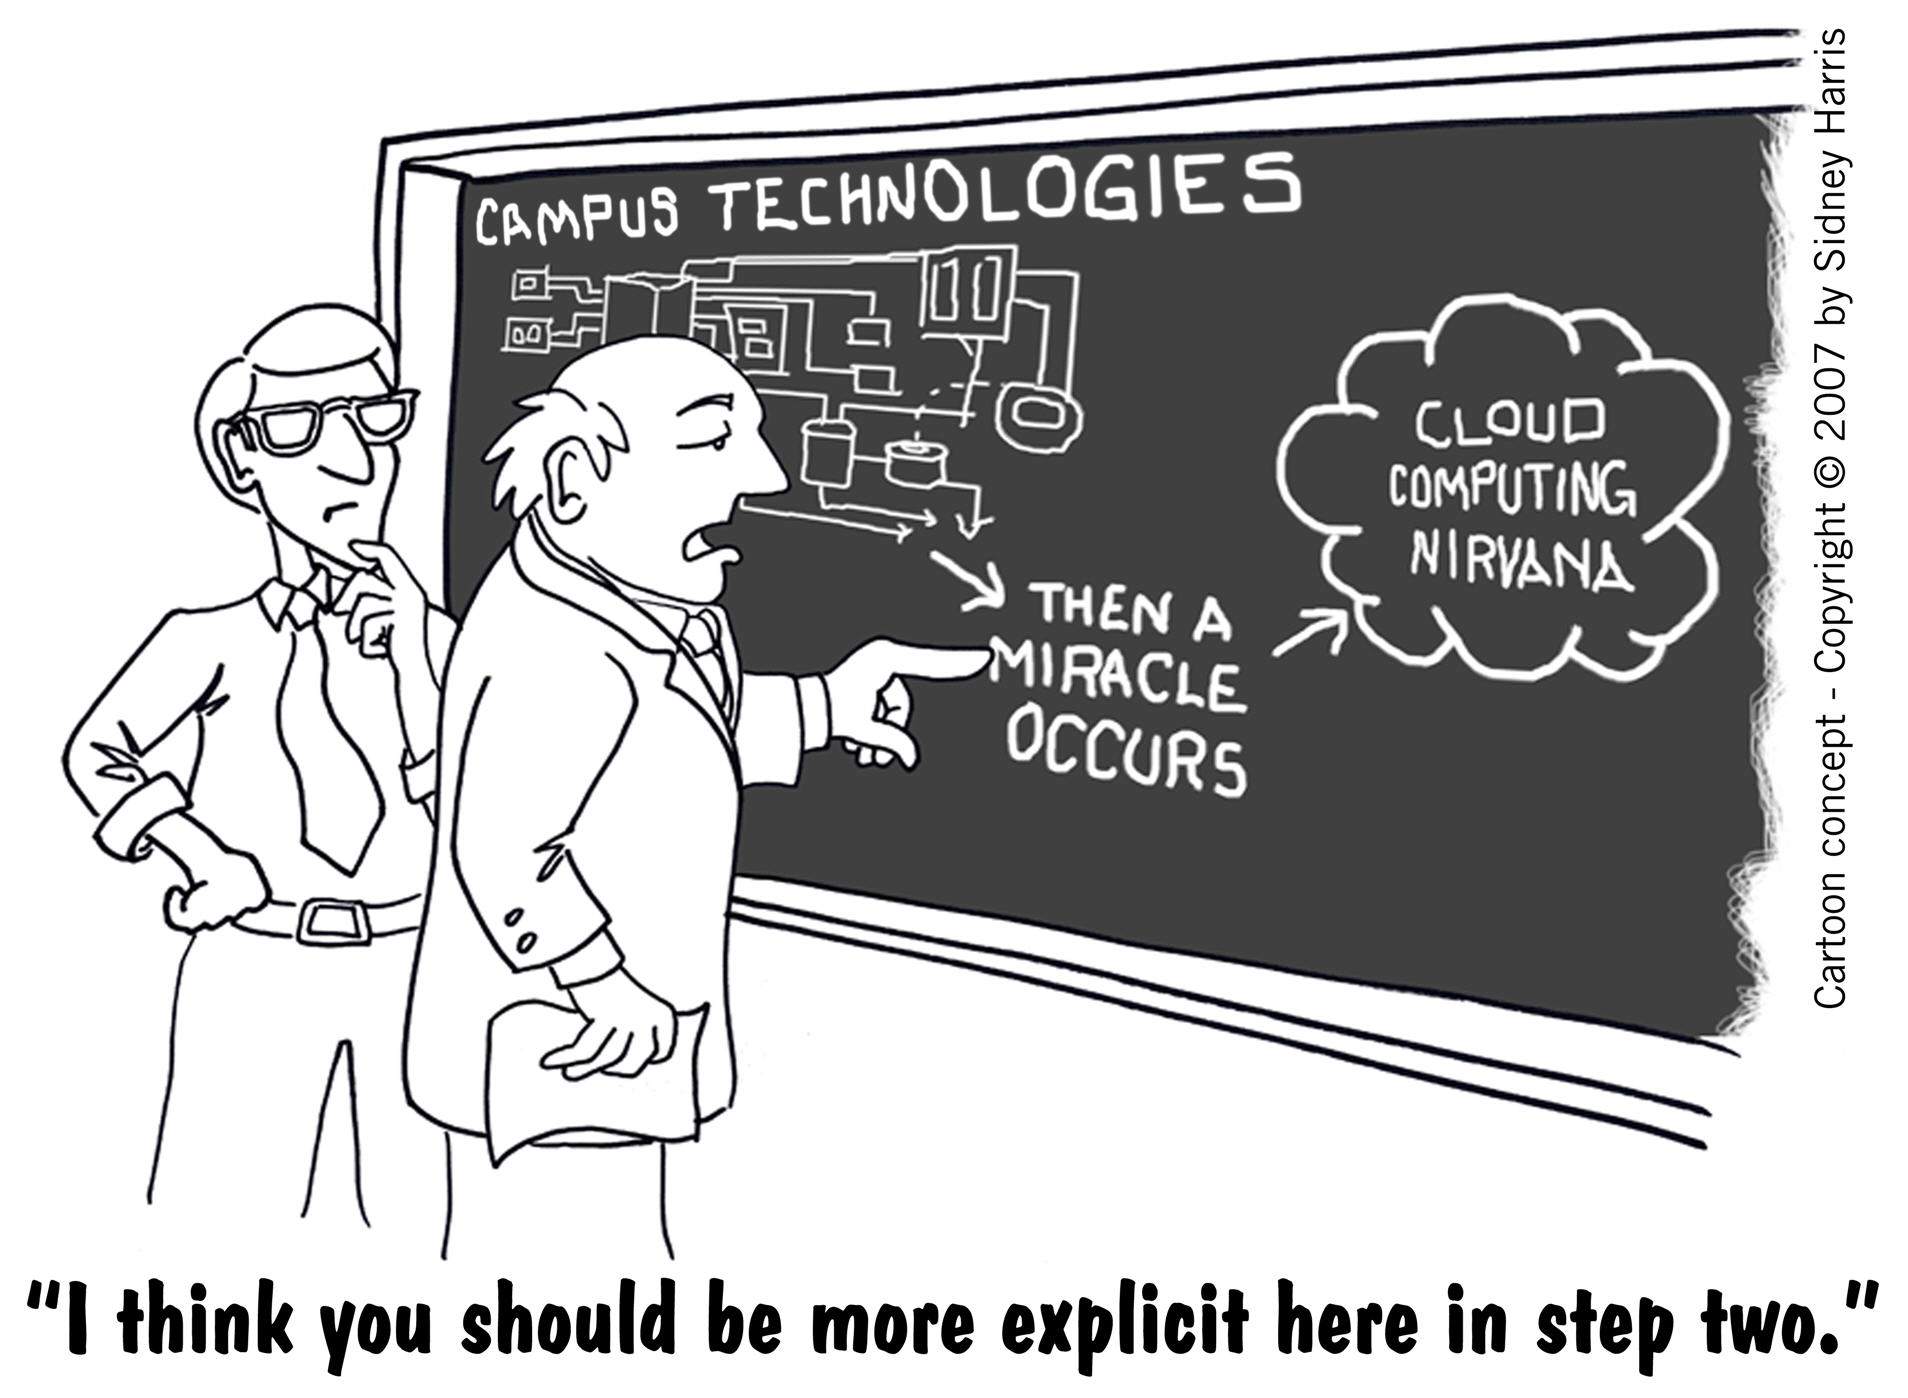 CAMPUS TECHNOLOGIES
THEN A
MIRACLE
OCCURS
CLOUD
COMPUTING
NIRVANA
Cartoon concept - Copyright © 2007 by Sidney Harris
“I think you should be more explicit here in step two.”